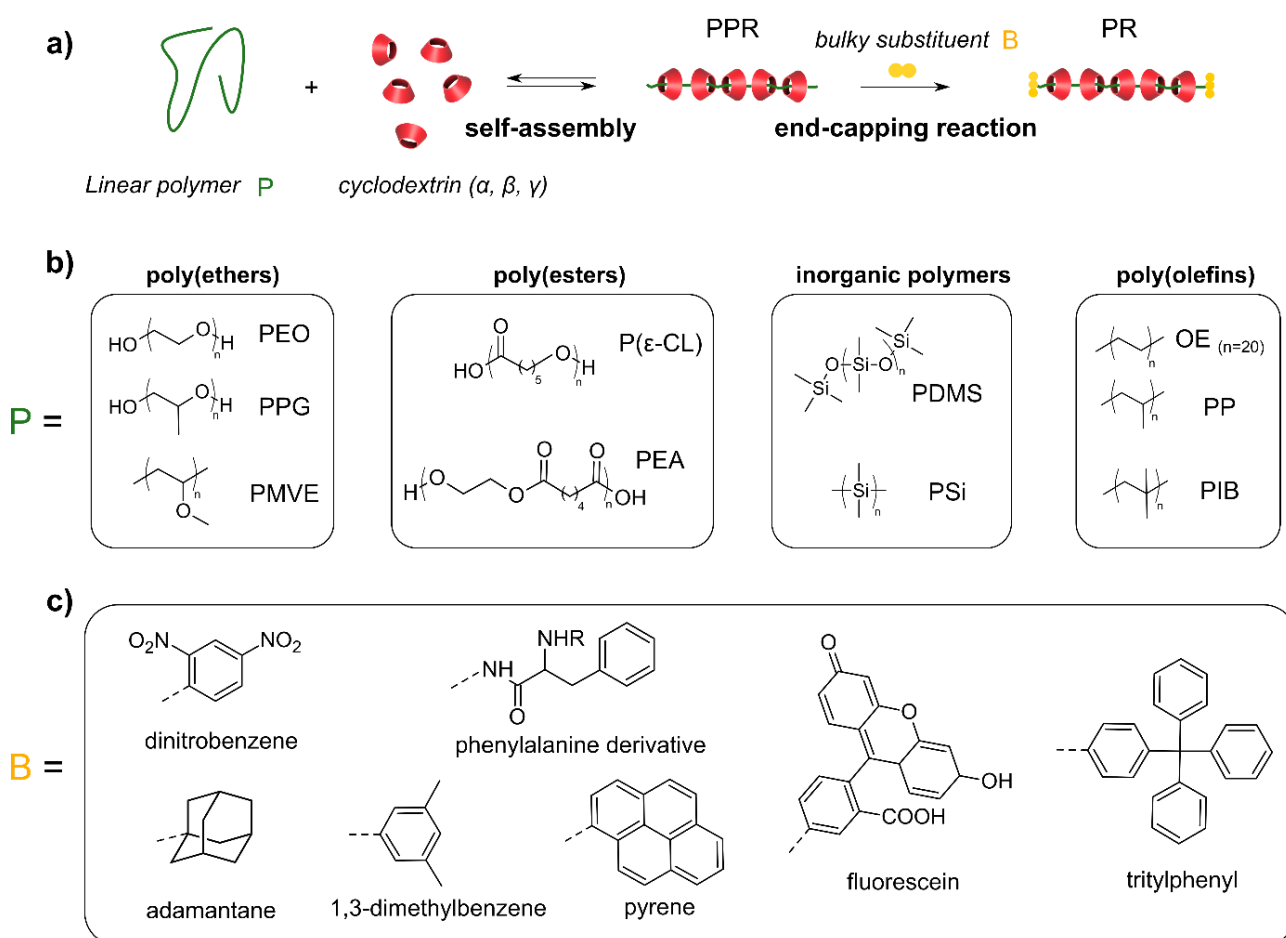 a)
PPR
bulky substituent B
PR
+
self-assembly
end-capping reaction
Linear polymer P
cyclodextrin (α, β, γ)
b)
poly(ethers)
poly(esters)
inorganic polymers
poly(olefins)
P =
HO O H n PEO
HO O H n PPG
n O PMVE
O HO 5 O H n P(ε-CL)
H O O O 4 O n OH PEA
Si O Si O Si n PDMS
Si n PSi
n OE (n=20)
n PP
n PIB
c)
B =
O2N NO2
dinitrobenzene
NH O NHR
phenylalanine derivative
O O OH COOH
fluorescein
tritylphenyl
adamantane
1,3-dimethylbenzene
pyrene